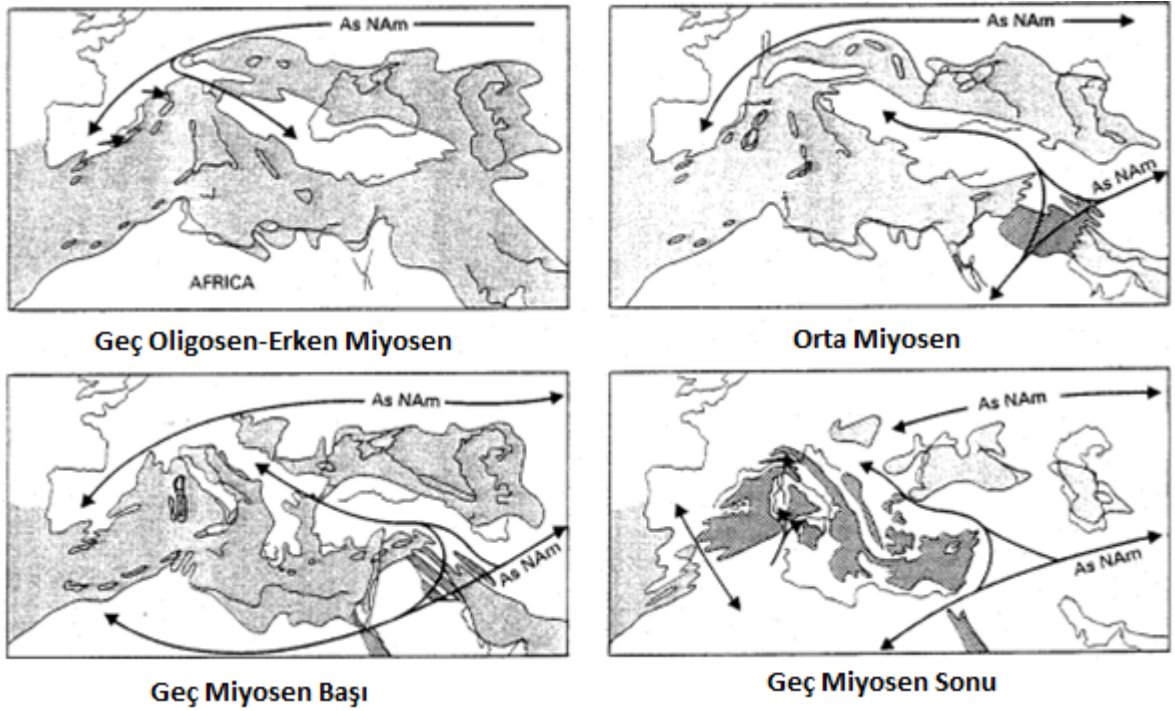 As NAm
AFRICA
Geç Oligosen-Erken Miyosen
As NAm
As NAm
Orta Miyosen
As NAm
As NAm
Geç Miyosen Başı
As NAm
As NAm
Geç Miyosen Sonu